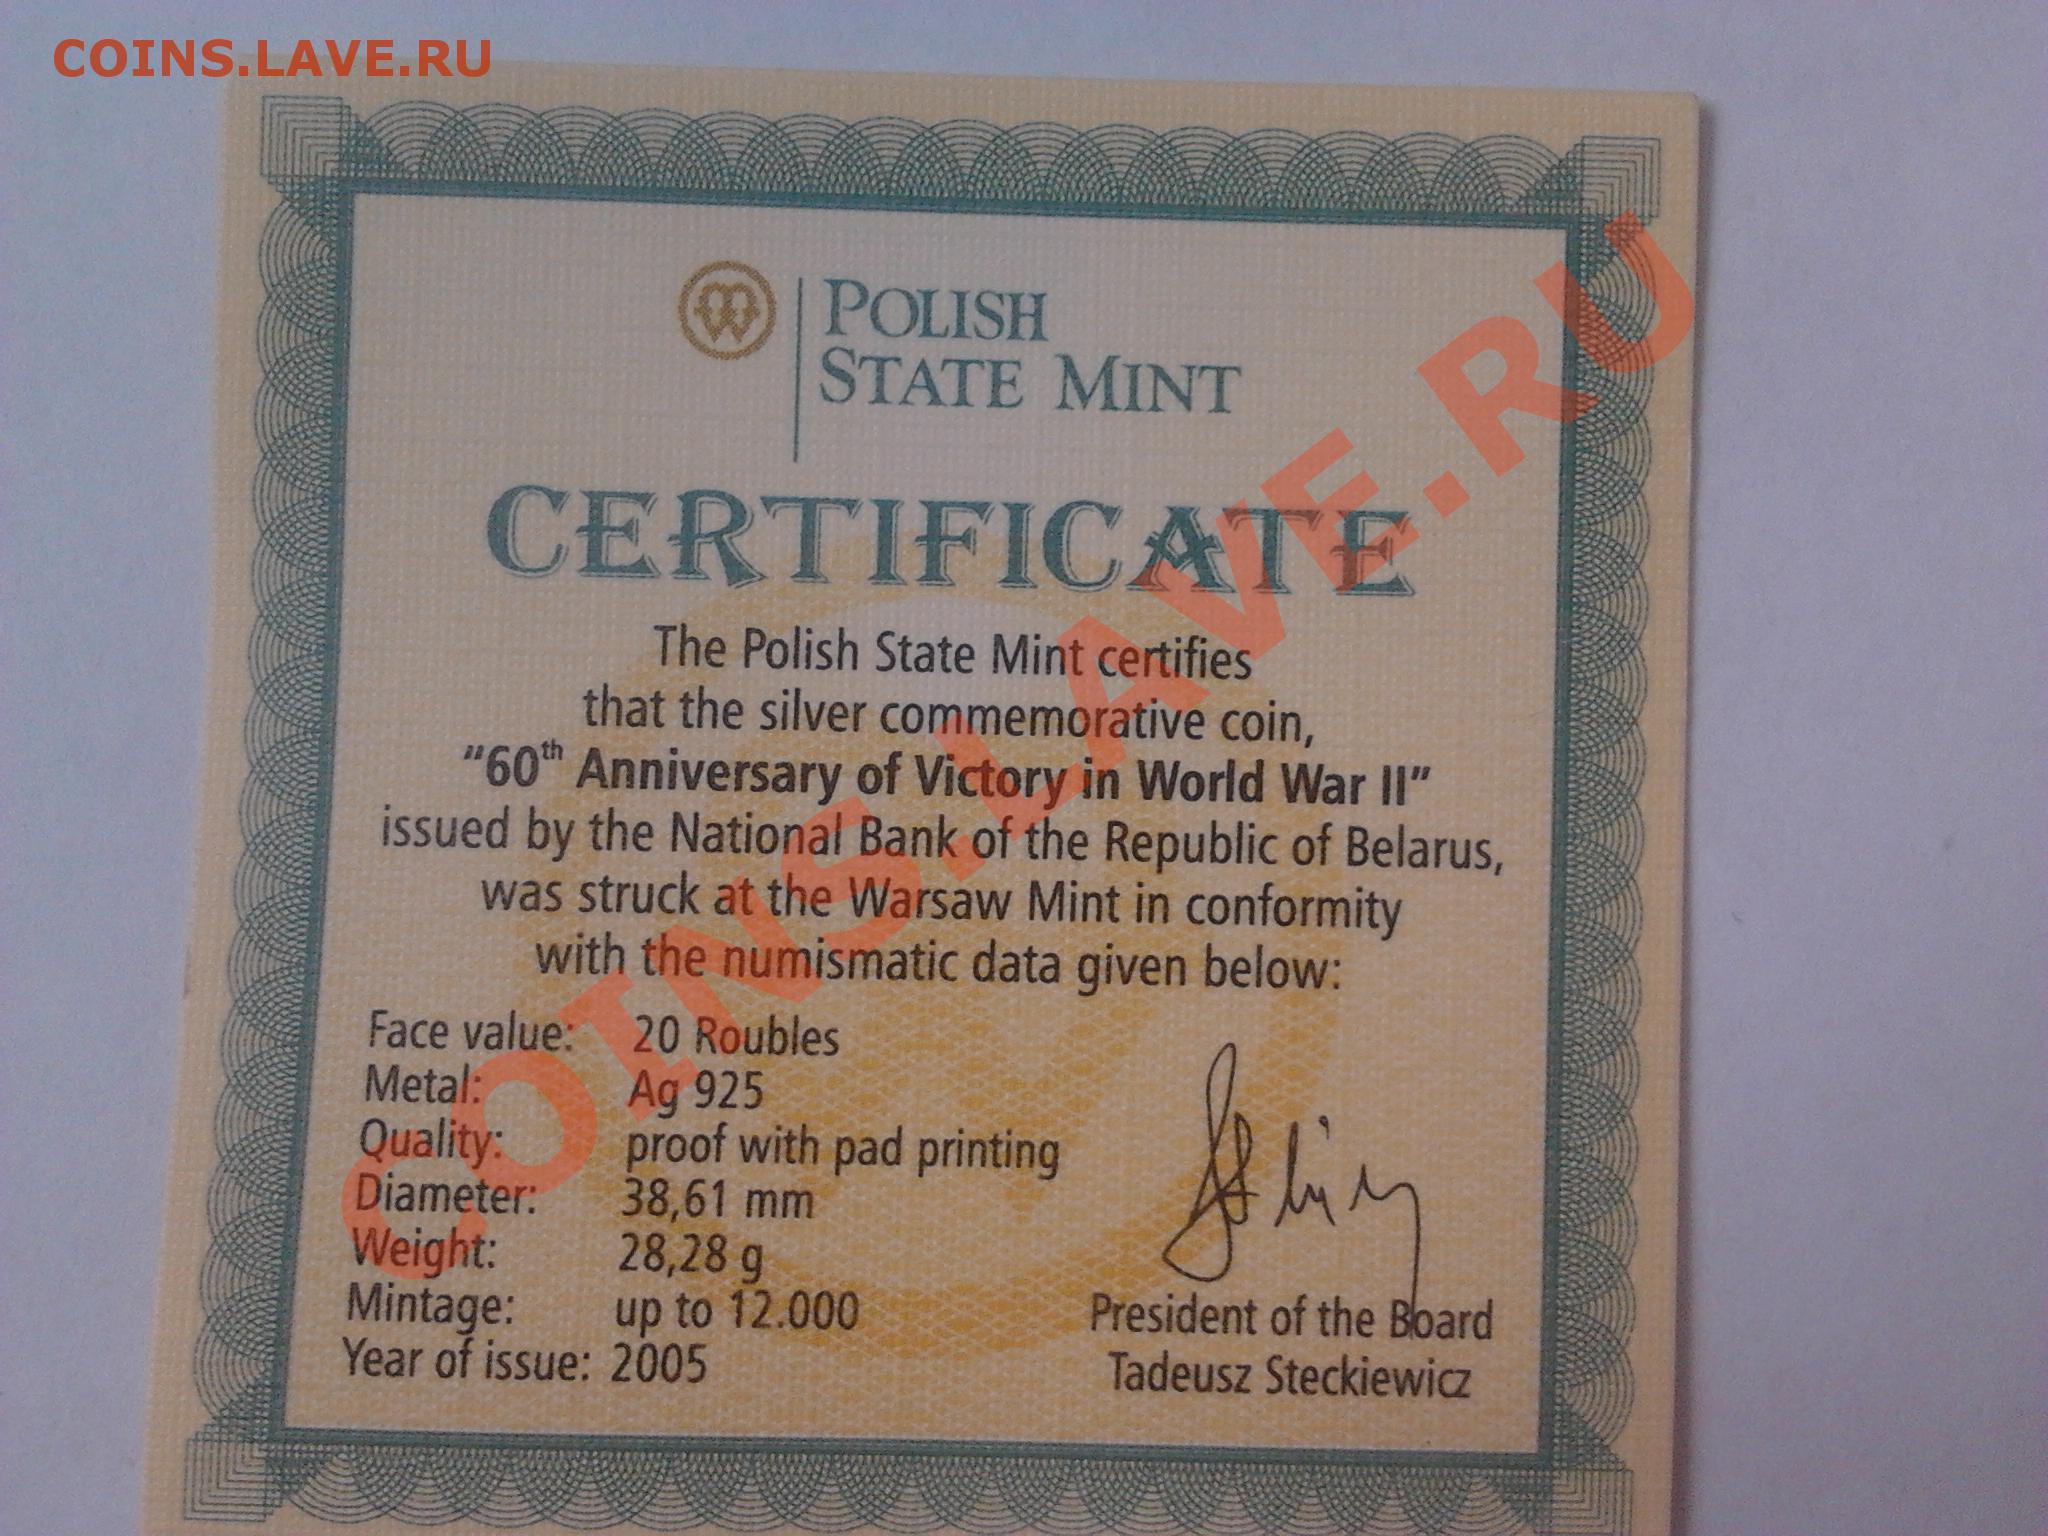 COINS.LAVE.RU
POLISH
STATE MINT
CERTIFICATE
The Polish State Mint certifies
that the silver commemorative coin,
“60th Anniversary of Victory in World War II”
issued by the National Bank of the Republic of Belarus,
was struck at the Warsaw Mint in conformity
with the numismatic data given below:
Face value: 20 Roubles
Metal: Ag 925
Quality: proof with pad printing
Diameter: 38,61 mm
Weight: 28,28 g
Mintage: up to 12.000
Year of issue: 2005
President of the Board
Tadeusz Steckiewicz
COINS.LAVE.RU